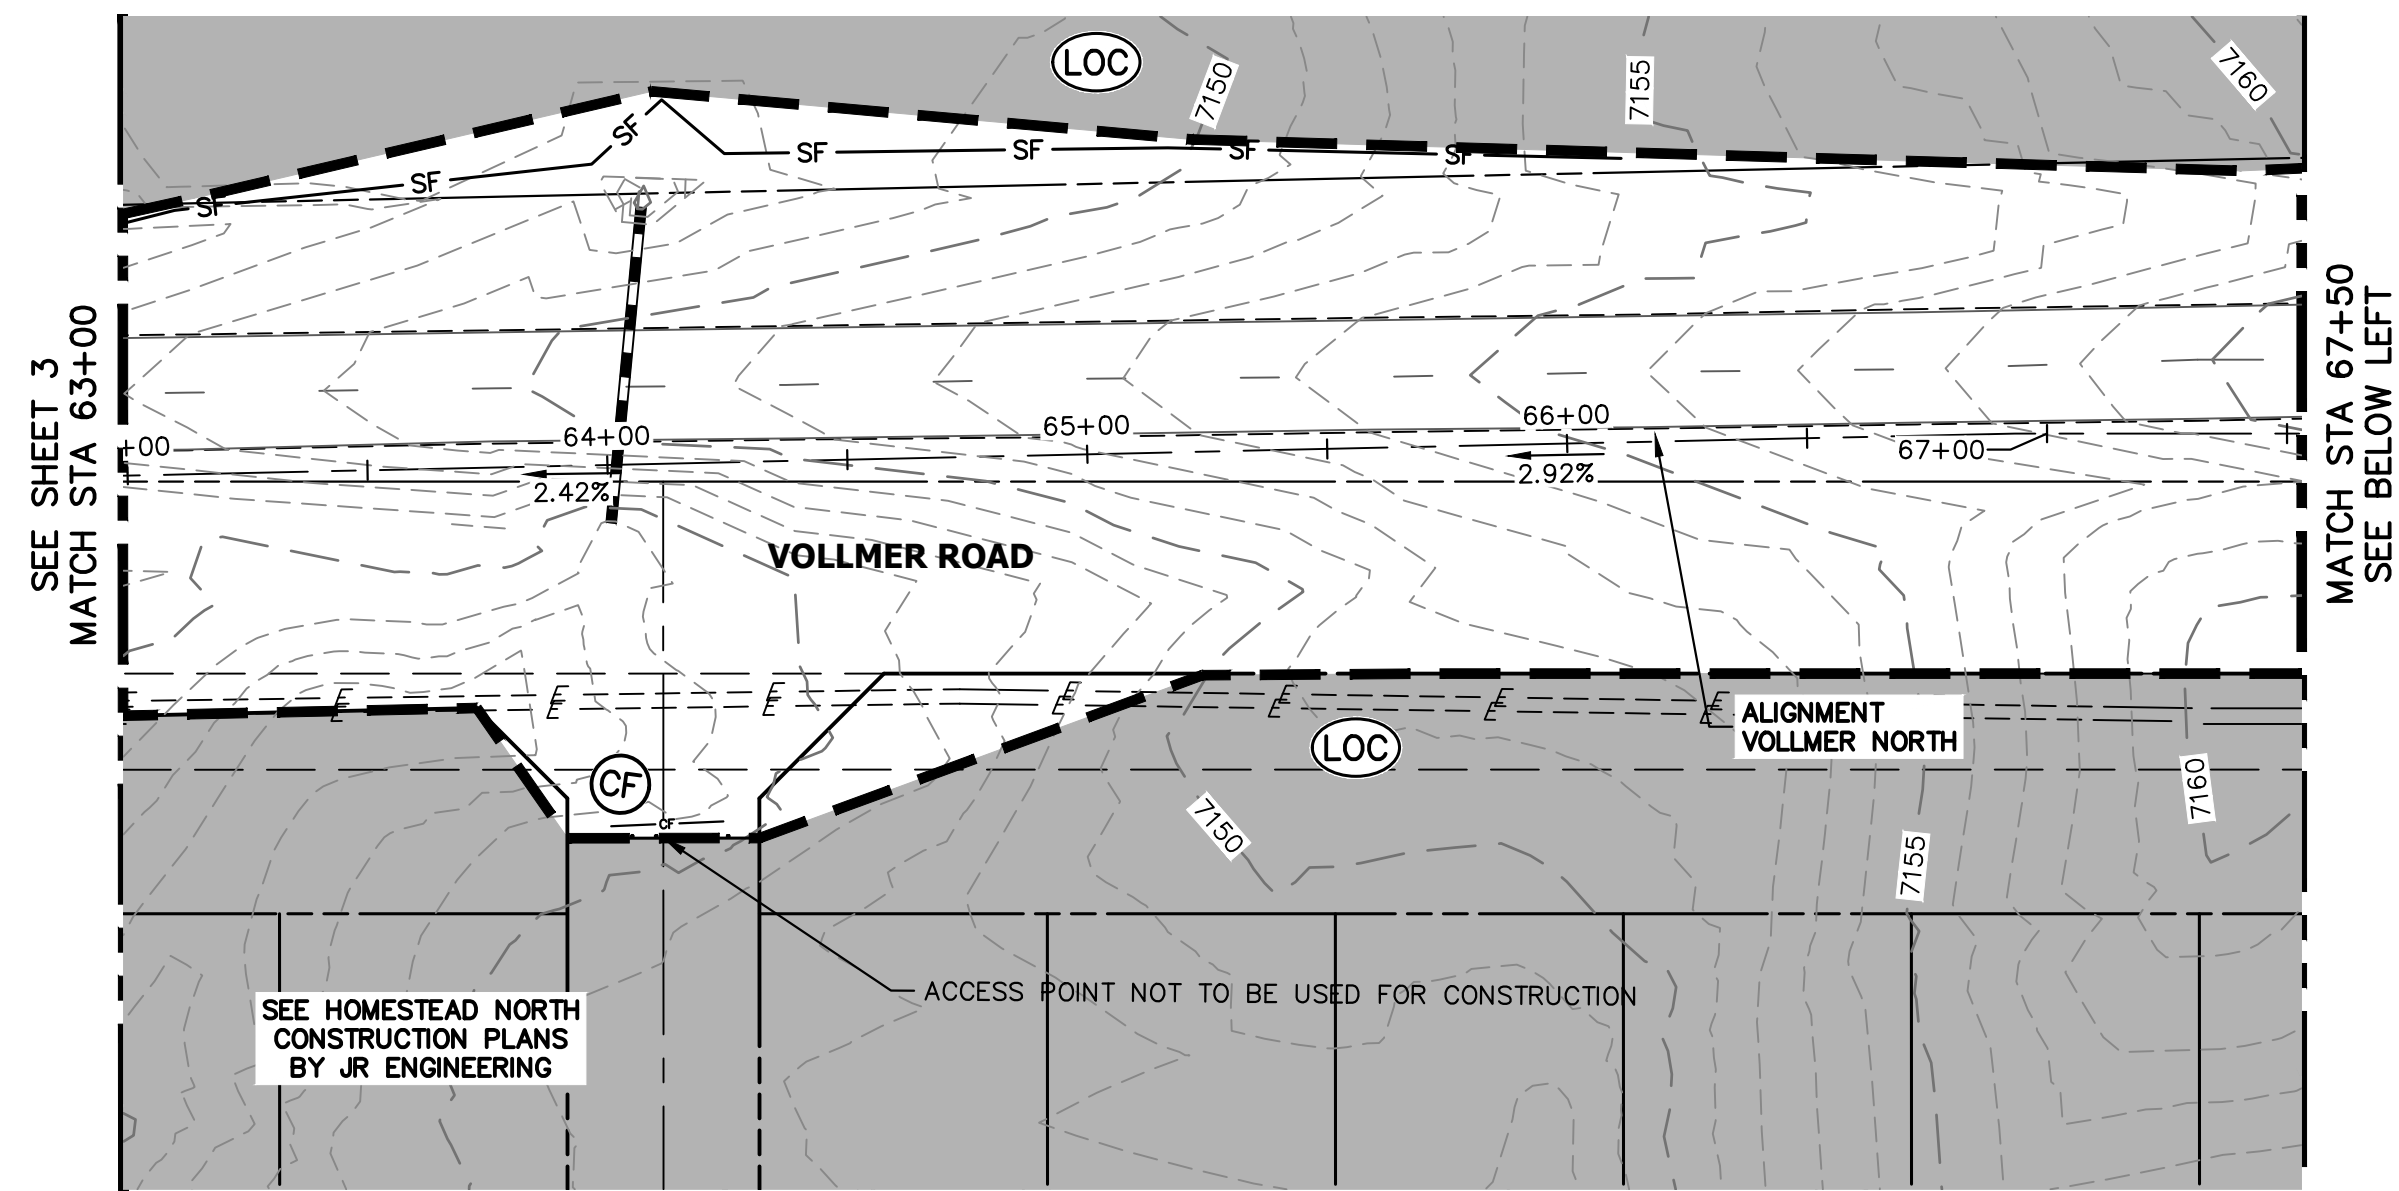 LOC
7150
7155
7160
SF
SF
SF
SF
SF
SF
SEE SHEET 3
MATCH STA 63+00
MATCH STA 67+50
SEE BELOW LEFT
+00
64+00
65+00
66+00
67+00
2.42%
2.92%
VOLLMER ROAD
E
E
E
E
E
E
E
E
E
E
E
E
E
E
ALIGNMENT
VOLLMER NORTH
LOC
CF
CF
7150
7155
7160
ACCESS POINT NOT TO BE USED FOR CONSTRUCTION
SEE HOMESTEAD NORTH
CONSTRUCTION PLANS
BY JR ENGINEERING